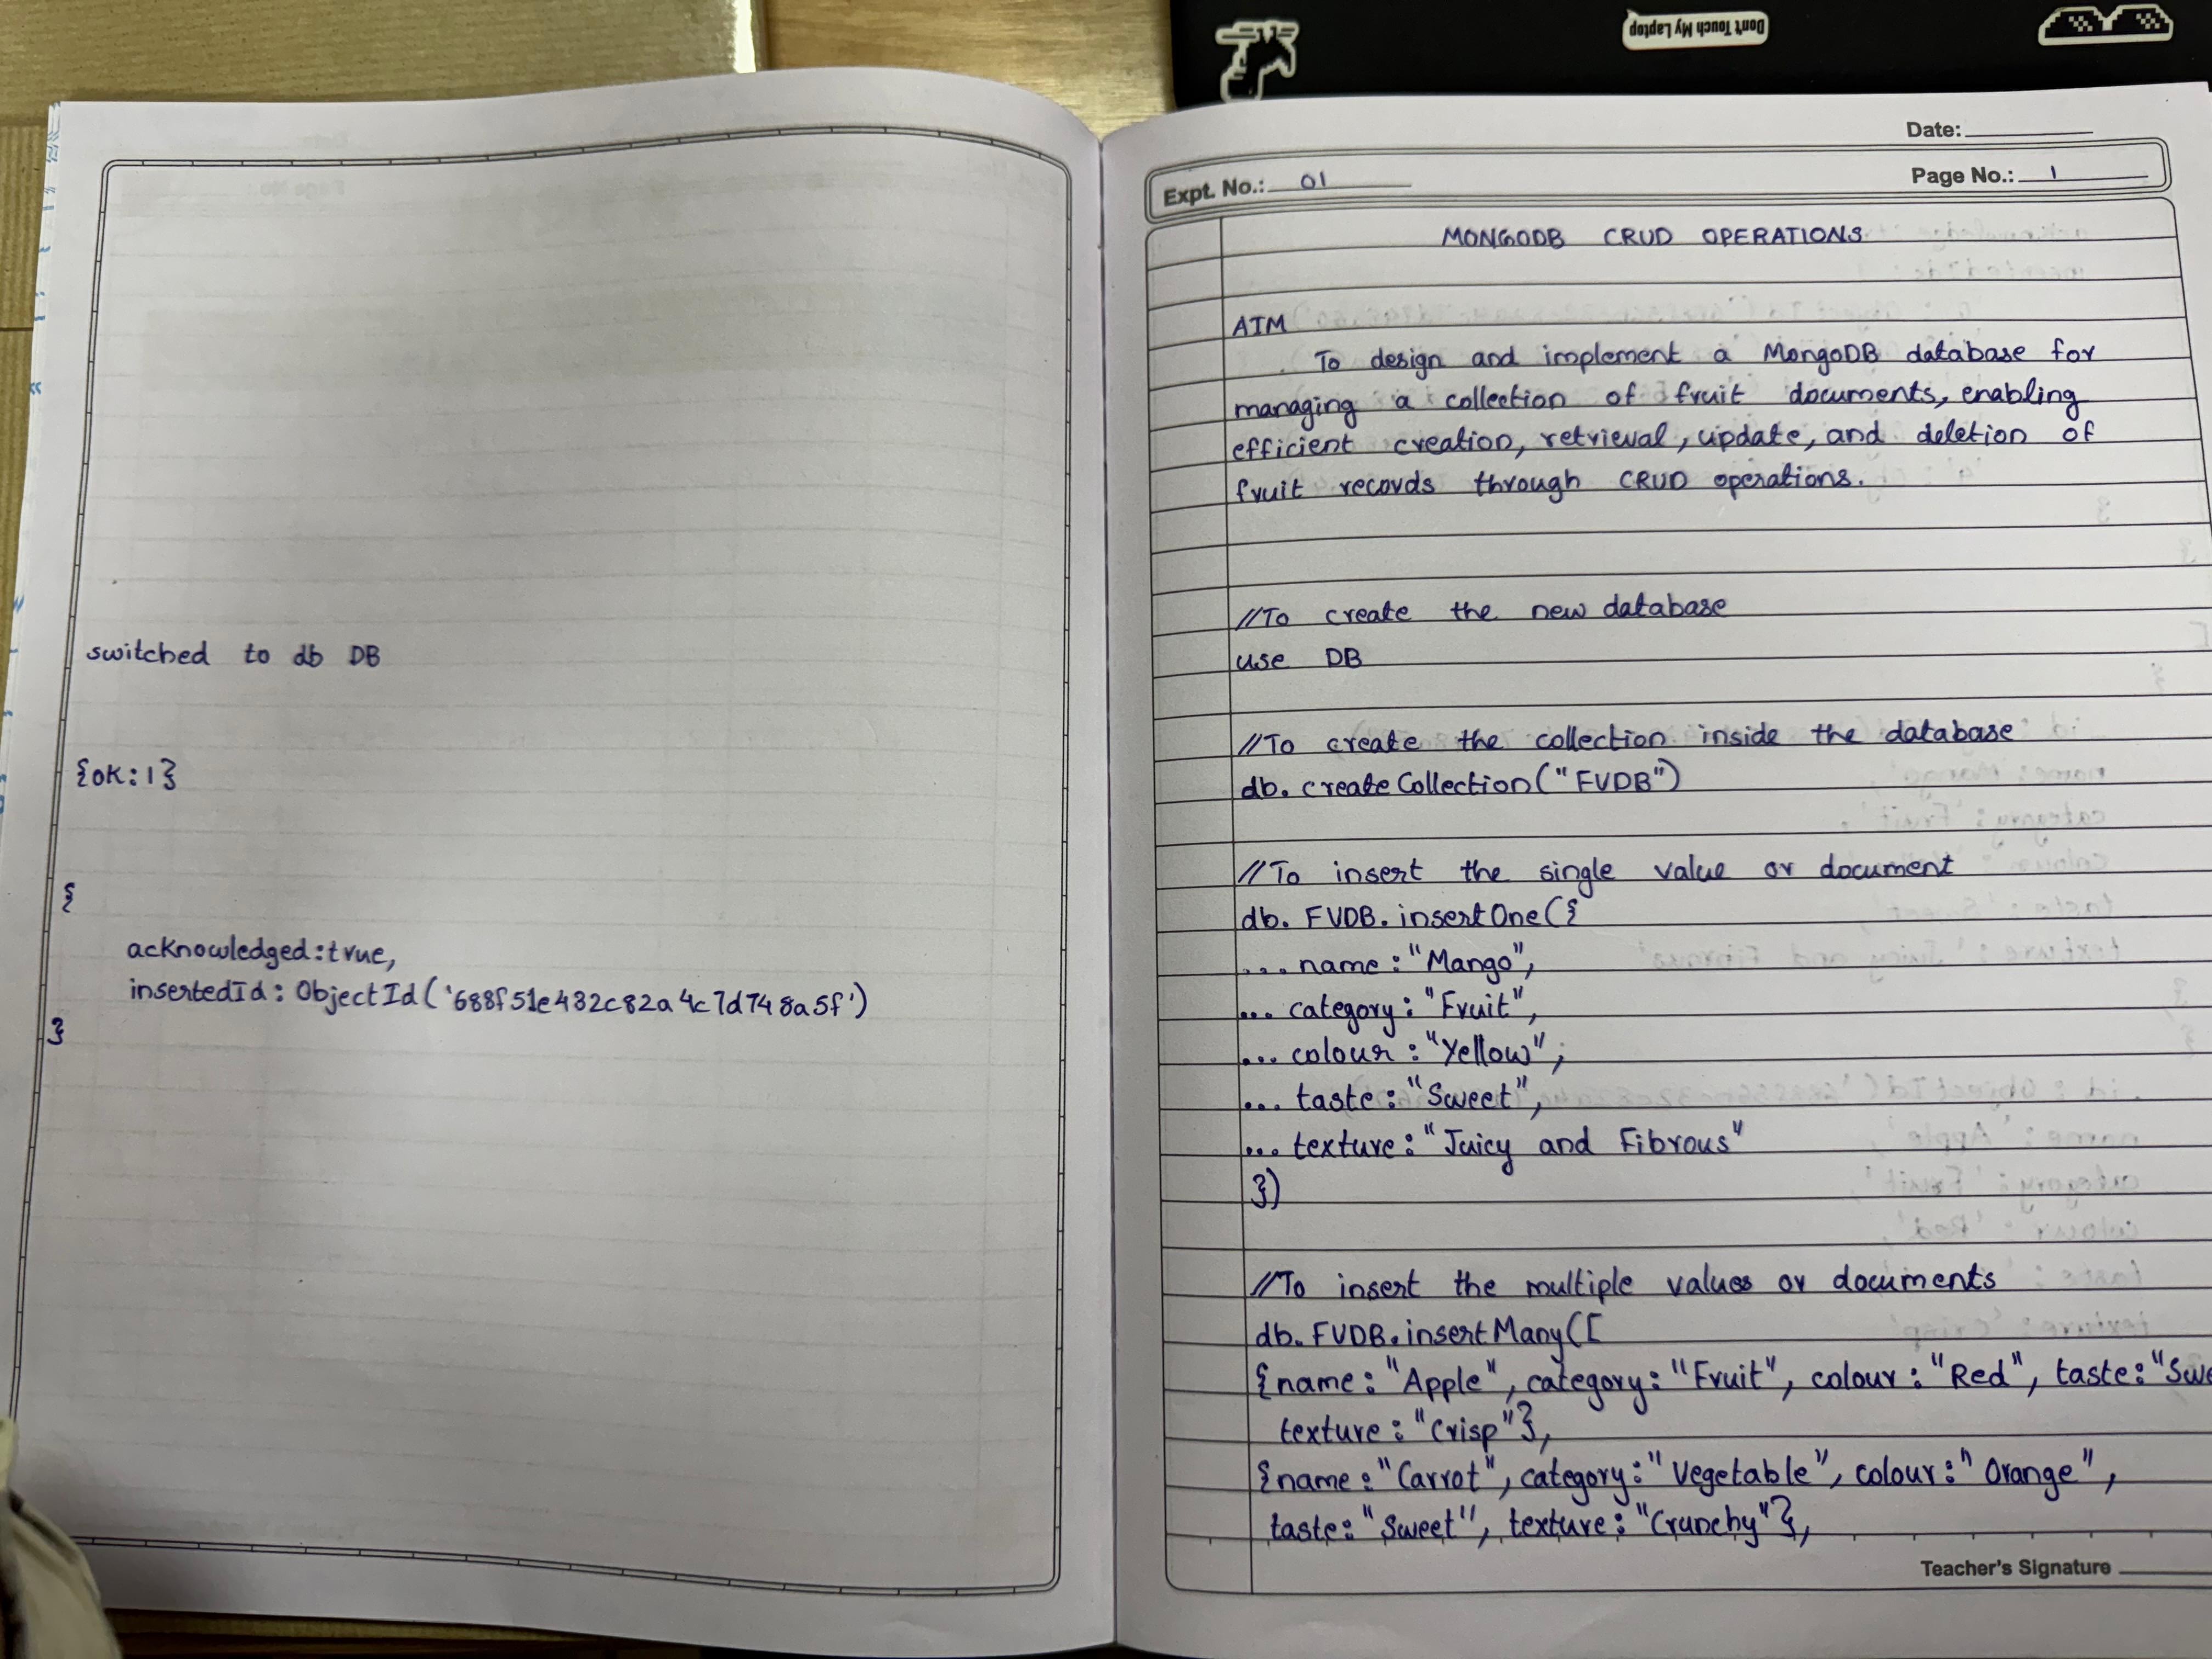 Don't Touch My Laptop
switched to db DB
{ok:1}
{
acknowledged:true,
insertedId: ObjectId('688f51e432c82a4c7d748a5f')
}
Date:
Expt. No.: 01
Page No.: 1
MONGODB CRUD OPERATIONS
AIM
To design and implement a MongoDB database for
managing a collection of fruit documents, enabling
efficient creation, retrieval, update, and deletion of
fruit records through CRUD operations.
//To create the new database
use DB
//To create the collection inside the database
db.createCollection("FVDB")
//To insert the single value or document
db.FVDB.insertOne({
... name:"Mango",
... category:"Fruit",
... colour:"Yellow";
... taste:"Sweet",
... texture:"Juicy and Fibrous"
})
//To insert the multiple values or documents
db.FVDB.insertMany([
{name:"Apple", category:"Fruit", colour:"Red", taste:"Swe
texture:"Crisp"},
{name:"Carrot", category:"Vegetable", colour:"Orange",
taste:"Sweet", texture:"Crunchy"},
Teacher's Signature